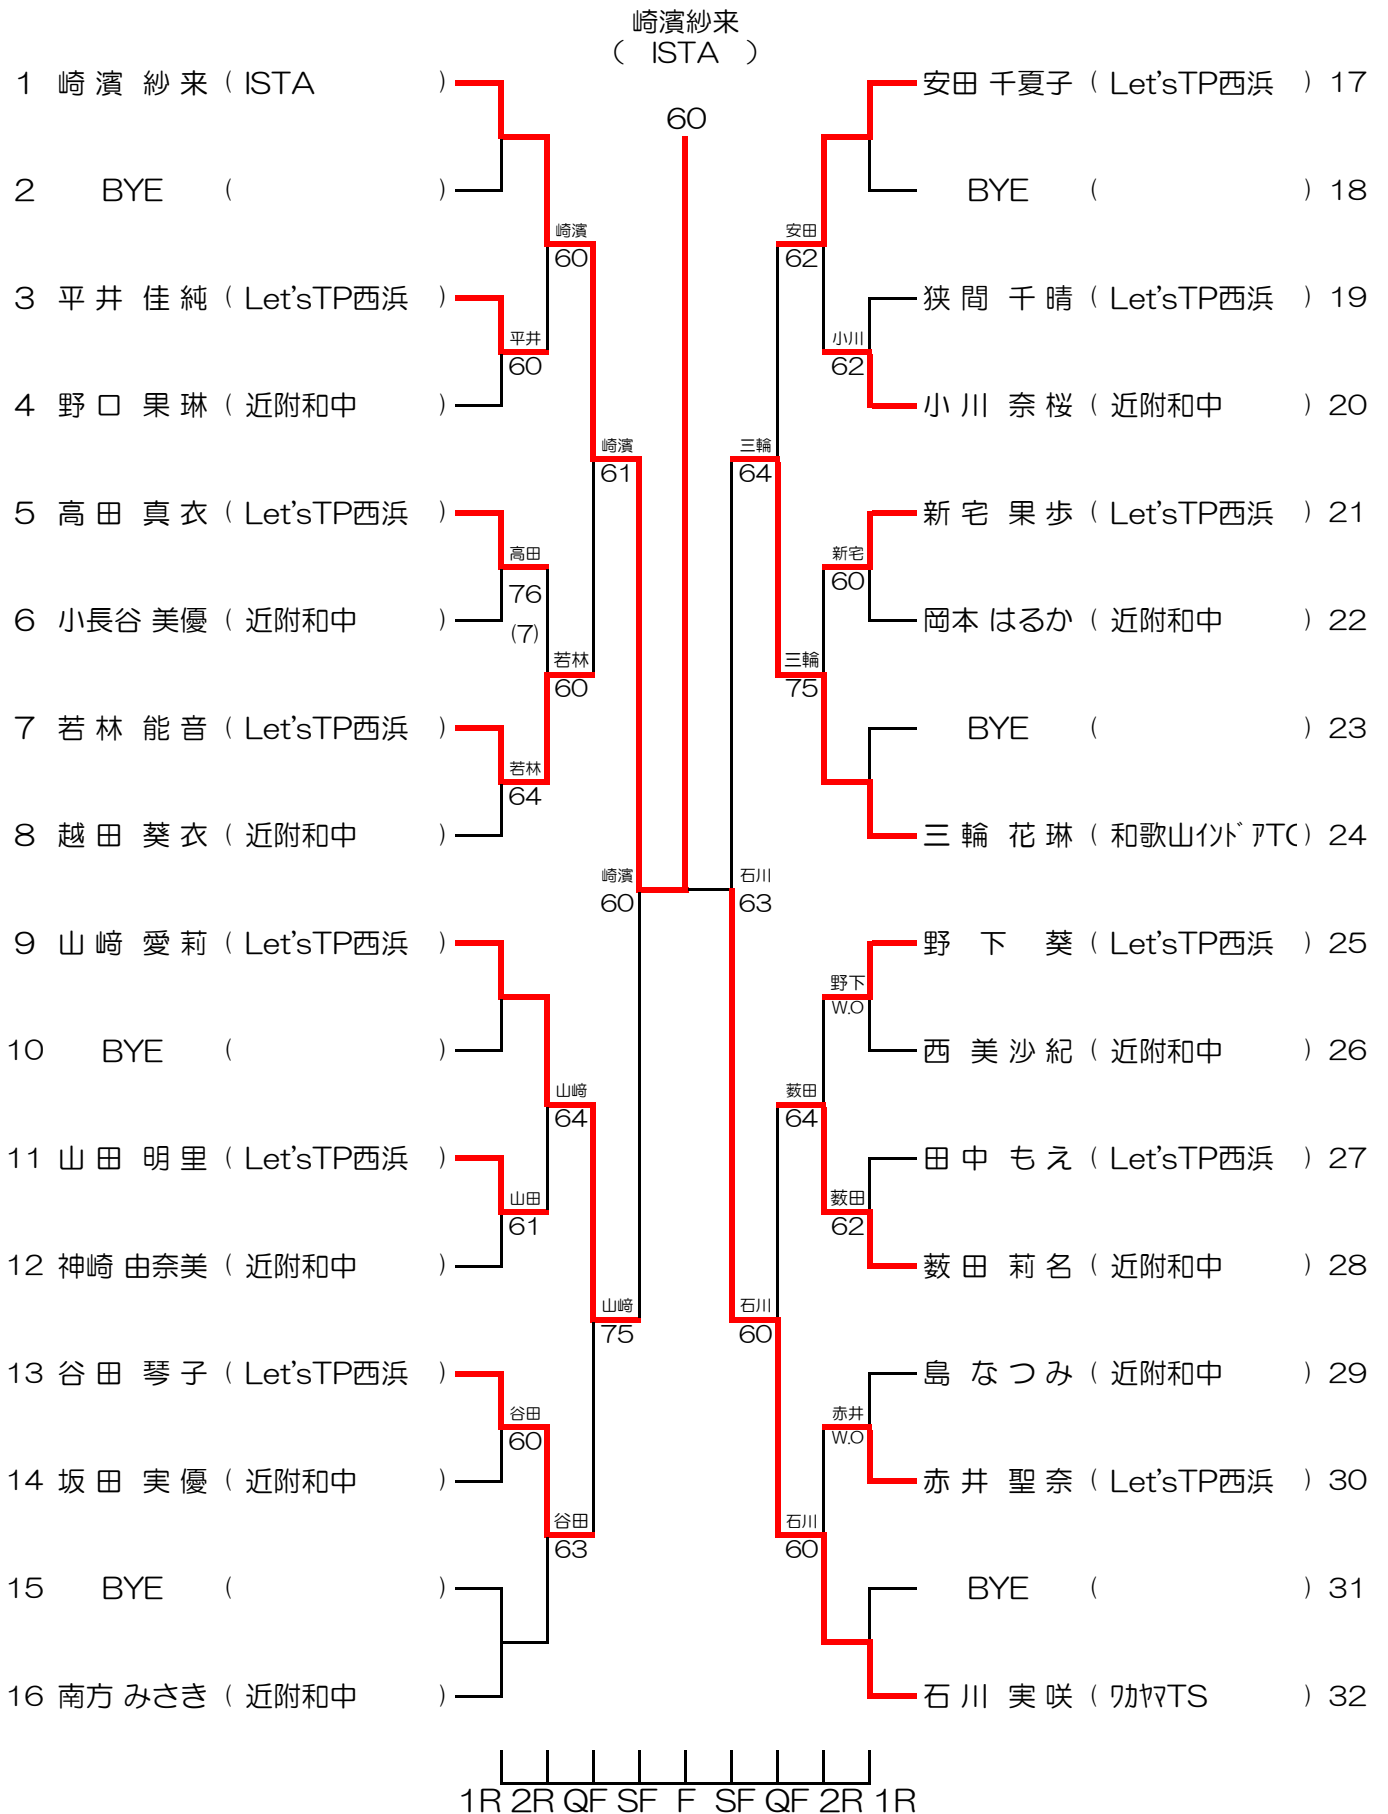 崎濱紗来
( ISTA )
60
1 崎濱 紗来 ( ISTA )
2 BYE ( )
3 平井 佳純 ( Let'sTP西浜 )
4 野口 果琳 ( 近附和中 )
5 高田 真衣 ( Let'sTP西浜 )
6 小長谷 美優 ( 近附和中 )
7 若林 能音 ( Let'sTP西浜 )
8 越田 葵衣 ( 近附和中 )
9 山﨑 愛莉 ( Let'sTP西浜 )
10 BYE ( )
11 山田 明里 ( Let'sTP西浜 )
12 神崎 由奈美 ( 近附和中 )
13 谷田 琴子 ( Let'sTP西浜 )
14 坂田 実優 ( 近附和中 )
15 BYE ( )
16 南方 みさき ( 近附和中 )
平井
60
高田
76
(7)
若林
64
山田
61
谷田
60
崎濱
60
若林
60
山﨑
64
谷田
63
崎濱
61
山﨑
75
崎濱
60
石川
63
三輪
64
石川
60
安田
62
三輪
75
薮田
64
石川
60
小川
62
新宅
60
野下
W.O
薮田
62
赤井
W.O
安田 千夏子 ( Let'sTP西浜 ) 17
BYE ( ) 18
狭間 千晴 ( Let'sTP西浜 ) 19
小川 奈桜 ( 近附和中 ) 20
新宅 果歩 ( Let'sTP西浜 ) 21
岡本 はるか ( 近附和中 ) 22
BYE ( ) 23
三輪 花琳 ( 和歌山ｲﾝﾄﾞｱTC ) 24
野下 葵 ( Let'sTP西浜 ) 25
西 美沙紀 ( 近附和中 ) 26
田中 もえ ( Let'sTP西浜 ) 27
薮田 莉名 ( 近附和中 ) 28
島 なつみ ( 近附和中 ) 29
赤井 聖奈 ( Let'sTP西浜 ) 30
BYE ( ) 31
石川 実咲 ( ﾜｶﾔﾏTS ) 32
1R 2R QF SF F SF QF 2R 1R